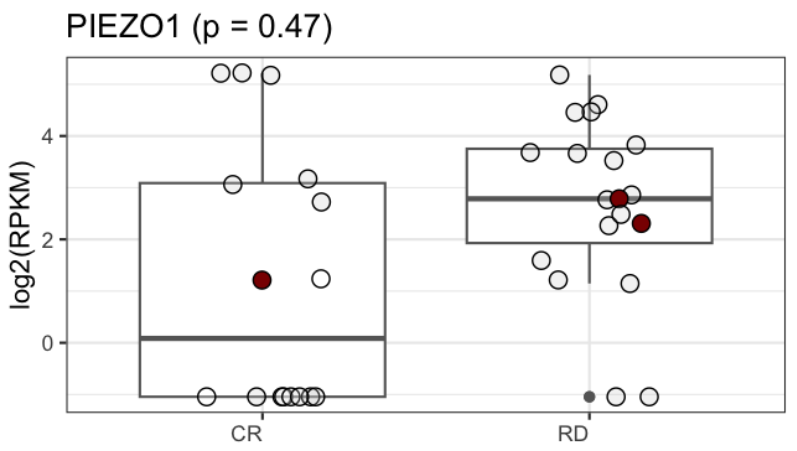 PIEZO1 (p = 0.47)
log2(RPKM)
4
2
0
CR
RD